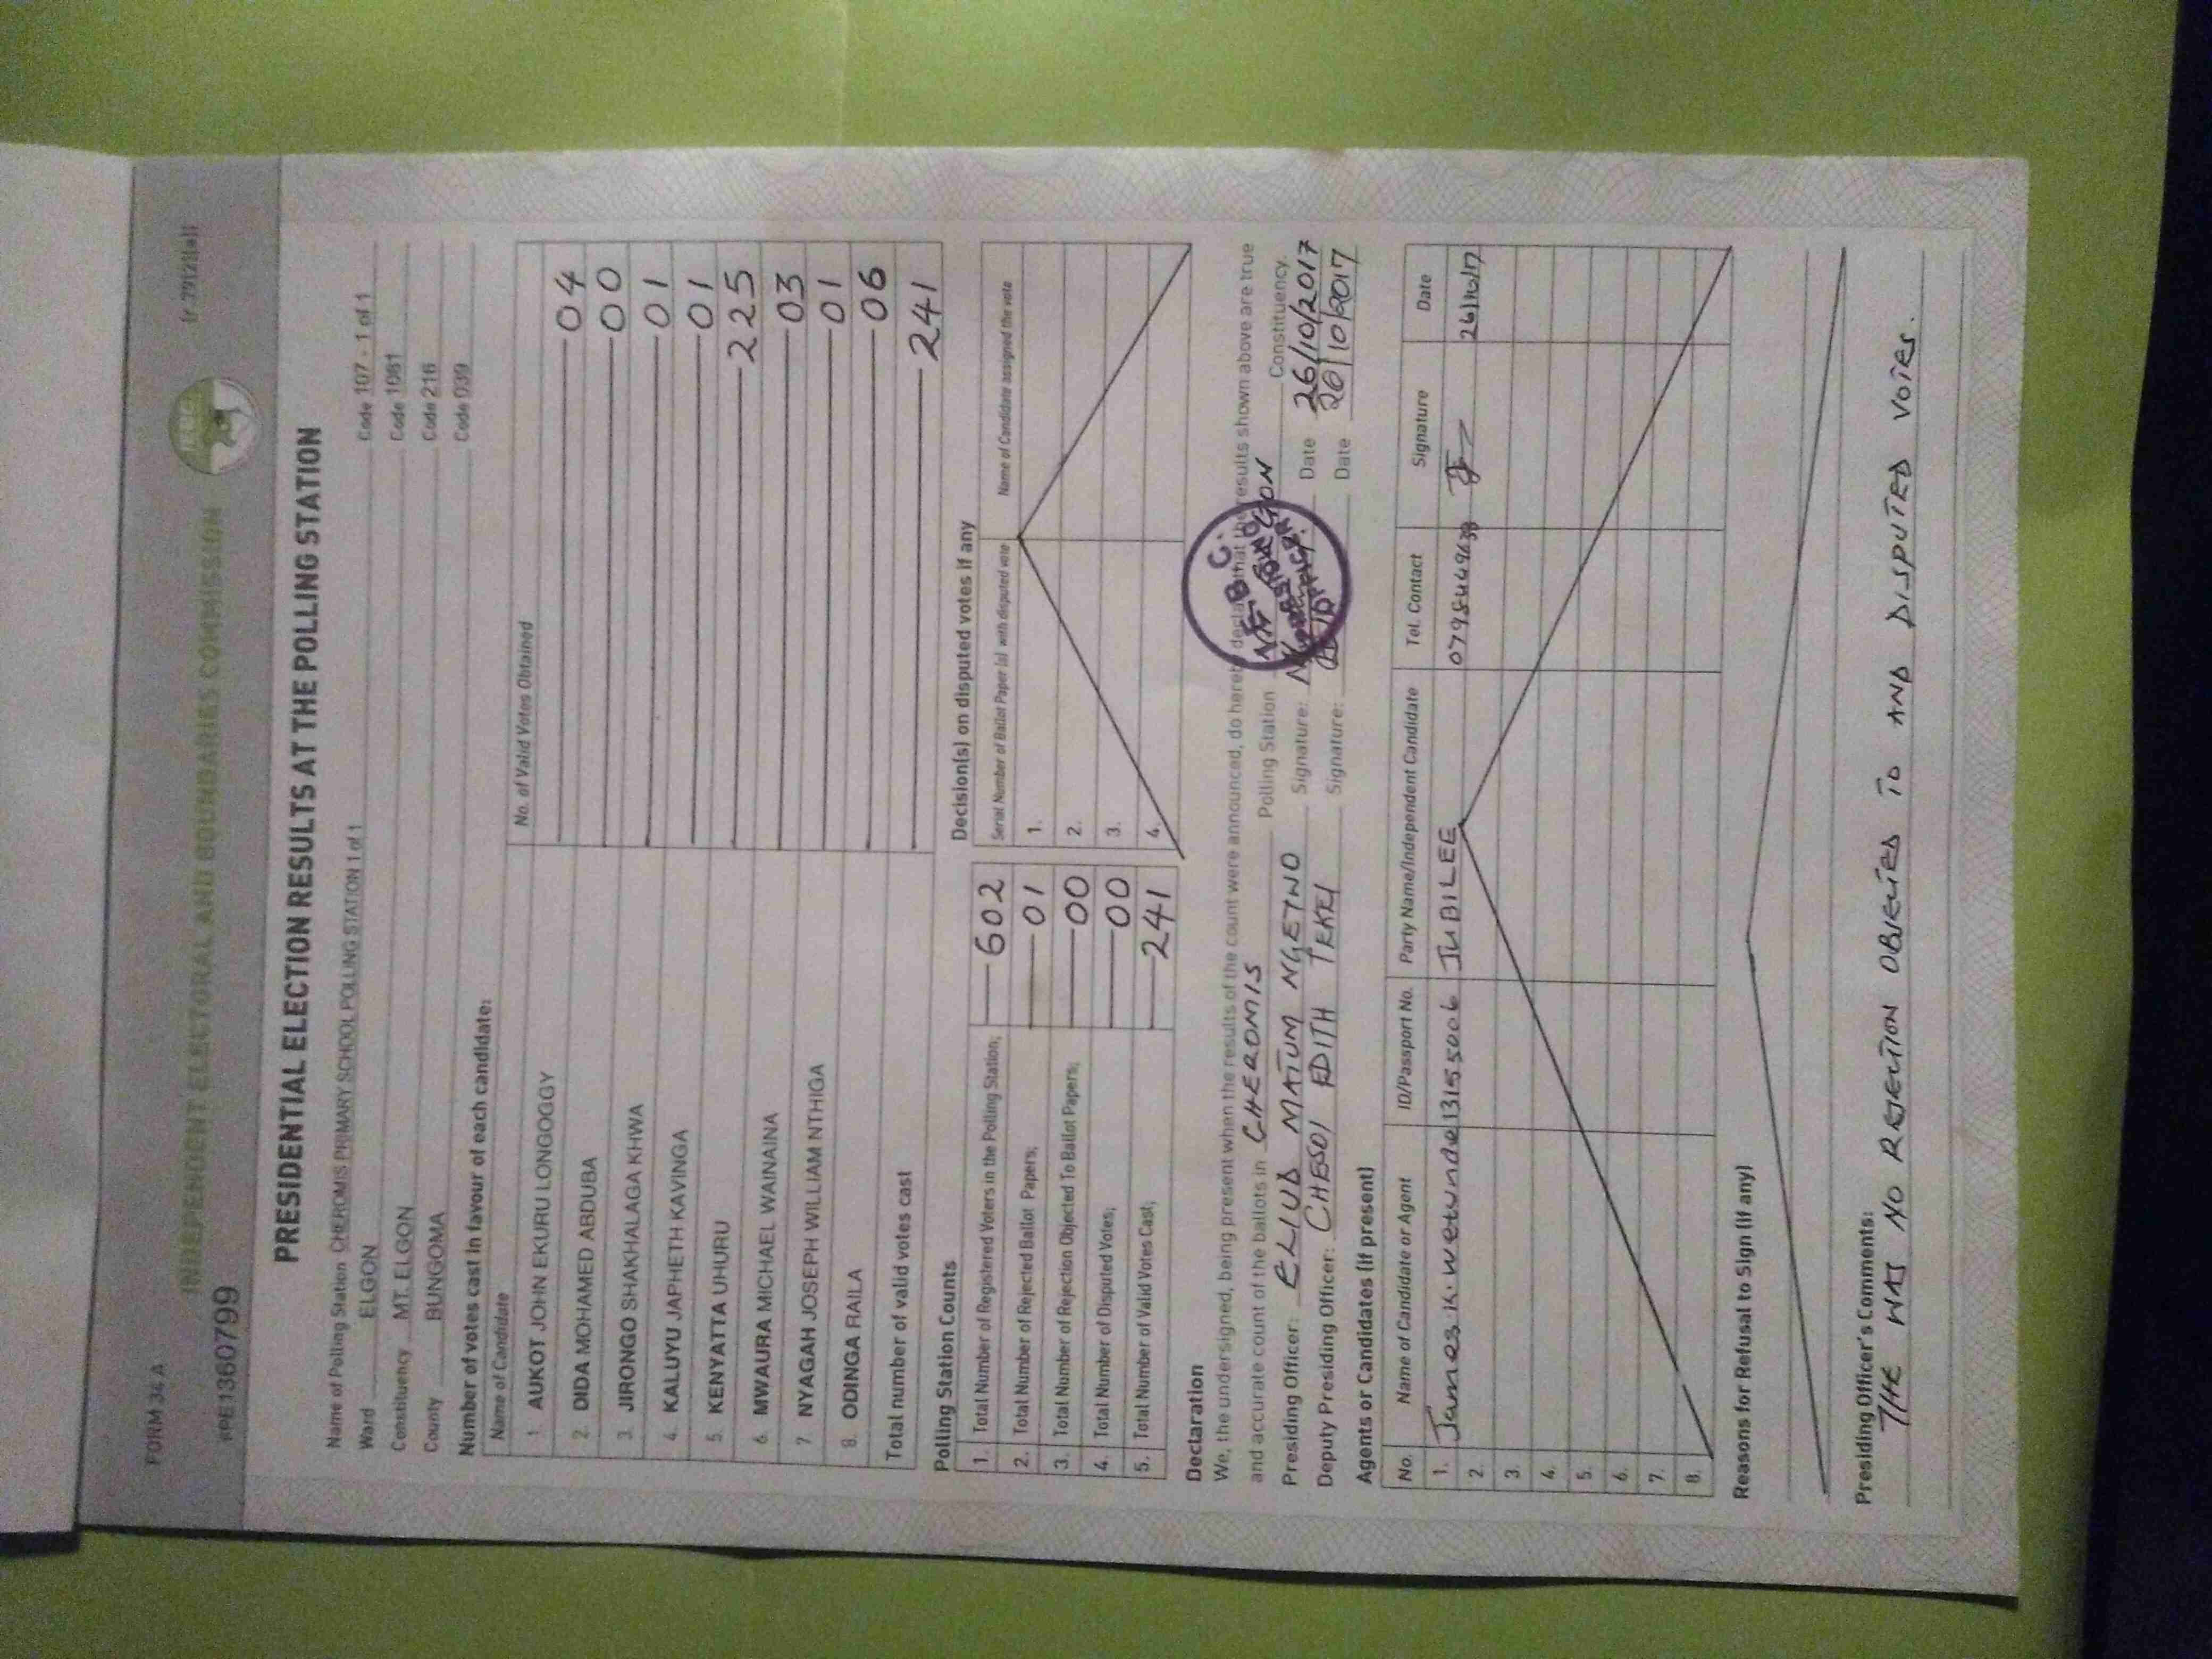 FORM 34 A
(r 79(2)(a))
INDEPENDENT ELECTORAL AND BOUNDARIES COMMISSION
IEBC
PRESIDENTIAL ELECTION RESULTS AT THE POLLING STATION
Name of Polling Station CHEROMIS PRIMARY SCHOOL POLLING STATION 1 of 1 Code 107 - 1 of 1
Ward ELGON Code 1081
Constituency MT. ELGON Code 216
County BUNGOMA Code 039
Number of votes cast in favour of each candidate:
Name of Candidate No. of Valid Votes Obtained
1 AUKOT JOHN EKURU LONGOGGY 04
2. DIDA MOHAMED ABDUBA 00
3. JIRONGO SHAKHALAGA KHWA 01
4. KALUYU JAPHETH KAVINGA 01
5. KENYATTA UHURU 225
6. MWAURA MICHAEL WAINAINA 03
7 NYAGAH JOSEPH WILLIAM NTHIGA 01
8. ODINGA RAILA 06
Total number of valid votes cast 241
Polling Station Counts
1. Total Number of Registered Voters in the Polling Station; 602
2. Total Number of Rejected Ballot Papers; 01
3. Total Number of Rejection Objected To Ballot Papers; 00
4. Total Number of Disputed Votes; 00
5. Total Number of Valid Votes Cast; 241
Decision(s) on disputed votes if any
Serial Number of Ballot Paper (s) with disputed vote Name of Candidate assigned the vote
1.
2.
3.
4.
Declaration
We, the undersigned, being present when the results of the count were announced, do hereby declare that the results shown above are true
and accurate count of the ballots in CHEROMIS Polling Station Constituency.
Presiding Officer: ELIUD MATUM NGETWO Signature: Date 26/10/2017
Deputy Presiding Officer: CHESOI EDITH TEKEI Signature: Date 26/10/2017
Agents or Candidates (if present)
No. Name of Candidate or Agent ID/Passport No. Party Name/Independent Candidate Tel. Contact Signature Date
1. James.K.wetunde 13155006 JUBILEE 26/10/17
2.
3.
4.
5.
6.
7.
8.
Reasons for Refusal to Sign (if any)
Presiding Officer's Comments:
THE WAS NO REJECTION OBJECTED TO AND DISPUTED VOTES.